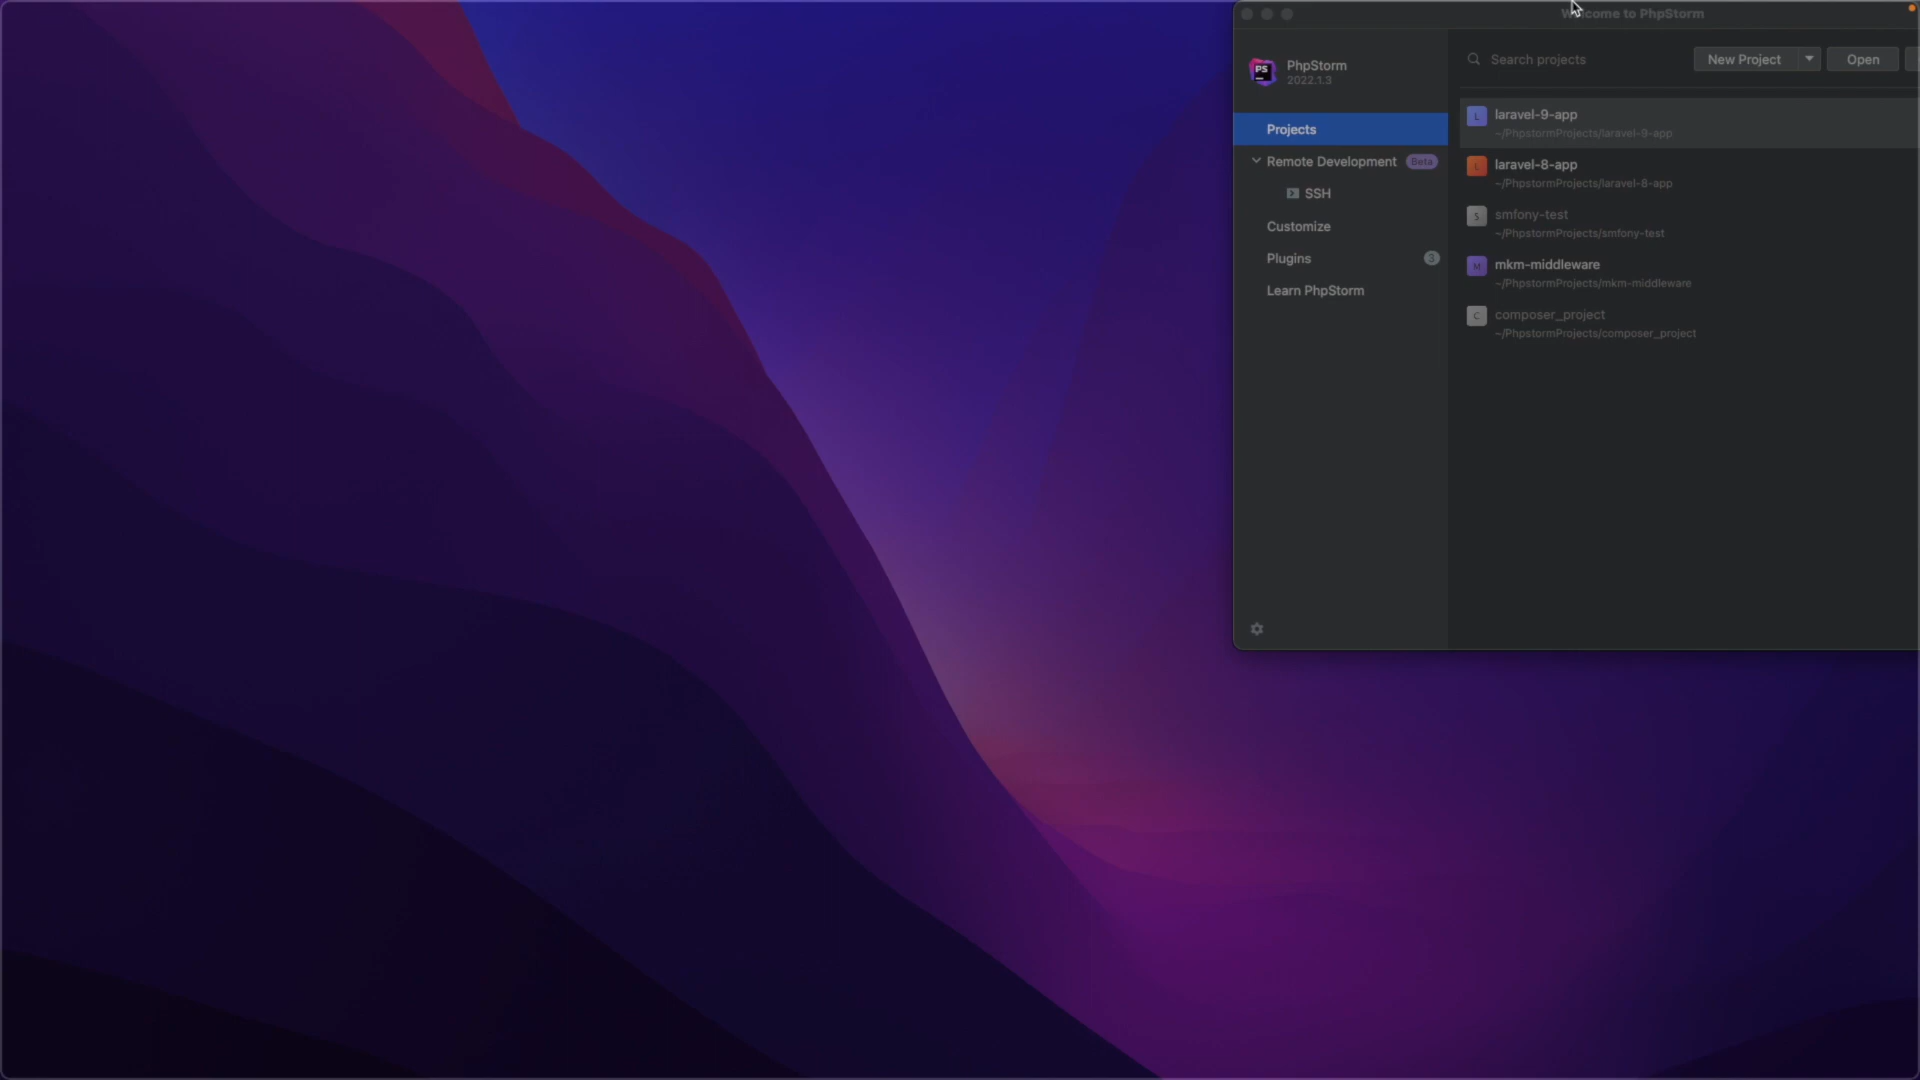 Welcome to PhpStorm
PS
PhpStorm
2022.1.3
Search projects
New Project
Open
Projects
Remote Development Beta
SSH
Customize
Plugins 3
Learn PhpStorm
L
laravel-9-app
~/PhpstormProjects/laravel-9-app
L
laravel-8-app
~/PhpstormProjects/laravel-8-app
S
smfony-test
~/PhpstormProjects/smfony-test
M
mkm-middleware
~/PhpstormProjects/mkm-middleware
C
composer_project
~/PhpstormProjects/composer_project